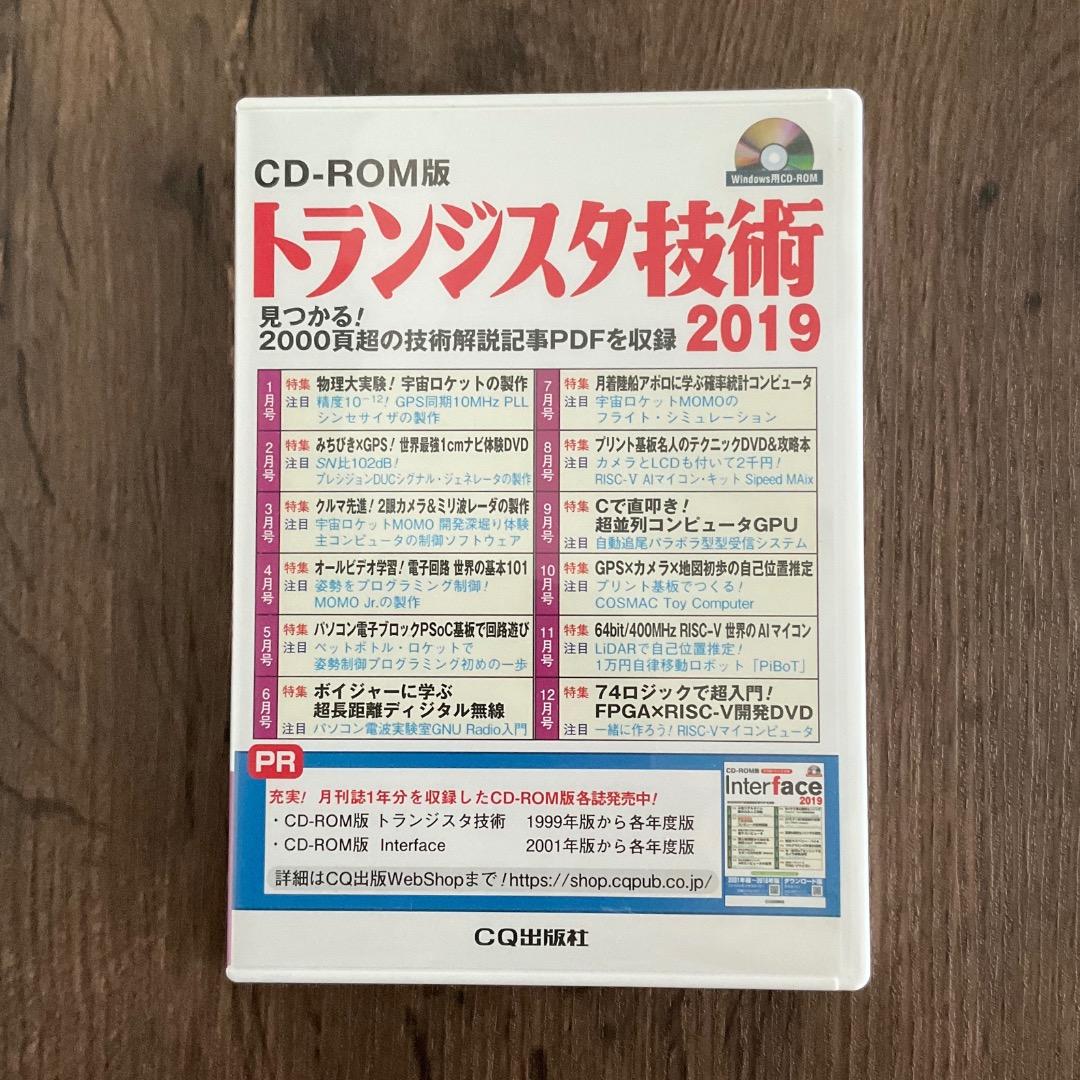 CD-ROM版
Windows用CD-ROM
トランジスタ技術
見つかる!
2000頁超の技術解説記事PDFを収録
2019
1月号
特集 物理大実験! 宇宙ロケットの製作
注目 精度10⁻¹²! GPS同期10MHz PLL
シンセサイザの製作
2月号
特集 みちびき×GPS! 世界最強1cmナビ体験DVD
注目 SN比102dB!
プレシジョンDUCシグナル・ジェネレータの製作
3月号
特集 クルマ先進! 2眼カメラ&ミリ波レーダの製作
注目 宇宙ロケットMOMO 開発深堀り体験
主コンピュータの制御ソフトウェア
4月号
特集 オールビデオ学習! 電子回路 世界の基本101
注目 姿勢をプログラミング制御!
MOMO Jr.の製作
5月号
特集 パソコン電子ブロックPSoC基板で回路遊び
注目 ペットボトル・ロケットで
姿勢制御プログラミング初めの一歩
6月号
特集 ボイジャーに学ぶ
超長距離ディジタル無線
注目 パソコン電波実験室GNU Radio入門
7月号
特集 月着陸船アポロに学ぶ確率統計コンピュータ
注目 宇宙ロケットMOMOの
フライト・シミュレーション
8月号
特集 プリント基板名人のテクニックDVD&攻略本
注目 カメラとLCDも付いて2千円!
RISC-V AIマイコン・キット Sipeed MAix
9月号
特集 Cで直叩き!
超並列コンピュータGPU
注目 自動追尾パラボラ型型受信システム
10月号
特集 GPS×カメラ×地図初歩の自己位置推定
注目 プリント基板でつくる!
COSMAC Toy Computer
11月号
特集 64bit/400MHz RISC-V 世界のAIマイコン
注目 LiDARで自己位置推定!
1万円自律移動ロボット「PiBoT」
12月号
特集 74ロジックで超入門!
FPGA×RISC-V開発DVD
注目 一緒に作ろう! RISC-Vマイコンピュータ
PR
充実! 月刊誌1年分を収録したCD-ROM版各誌発売中!
・CD-ROM版 トランジスタ技術 1999年版から各年度版
・CD-ROM版 Interface 2001年版から各年度版
詳細はCQ出版WebShopまで!https://shop.cqpub.co.jp/
CD-ROM版
Interface
2019
CQ出版社